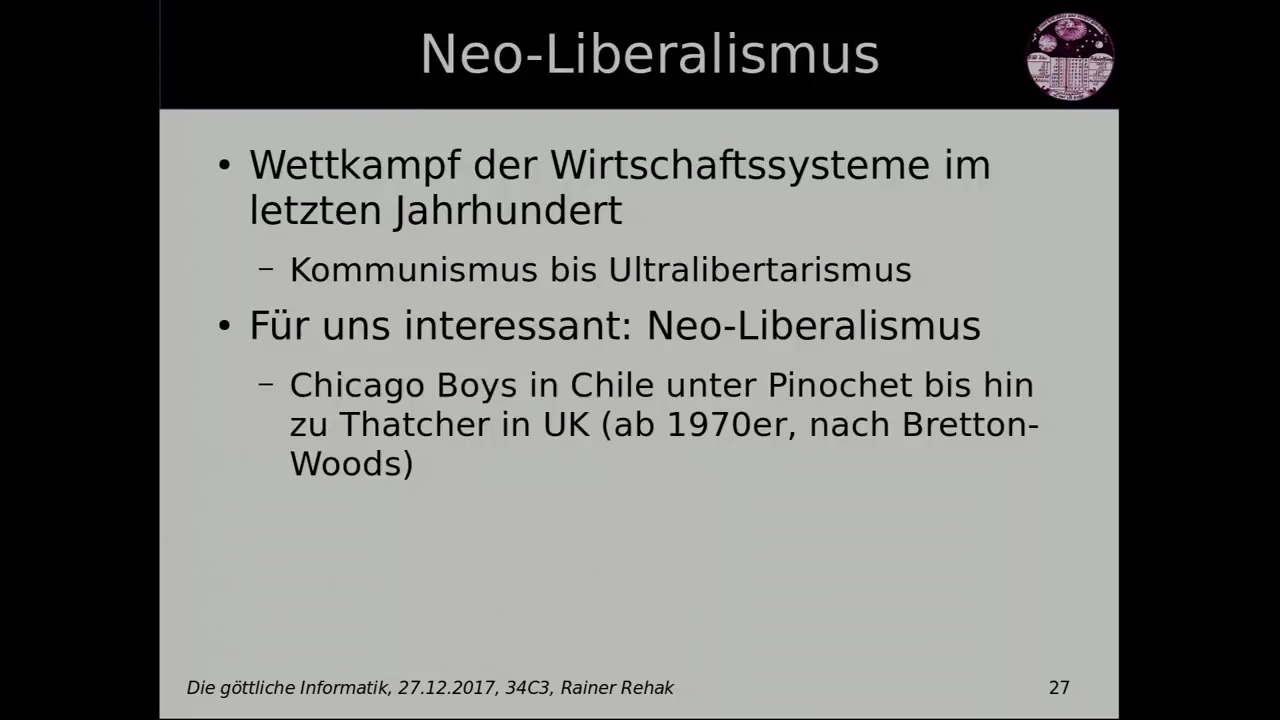 Neo-Liberalismus
• Wettkampf der Wirtschaftssysteme im
letzten Jahrhundert
– Kommunismus bis Ultralibertarismus
• Für uns interessant: Neo-Liberalismus
– Chicago Boys in Chile unter Pinochet bis hin
zu Thatcher in UK (ab 1970er, nach Bretton-
Woods)
Die göttliche Informatik, 27.12.2017, 34C3, Rainer Rehak
27